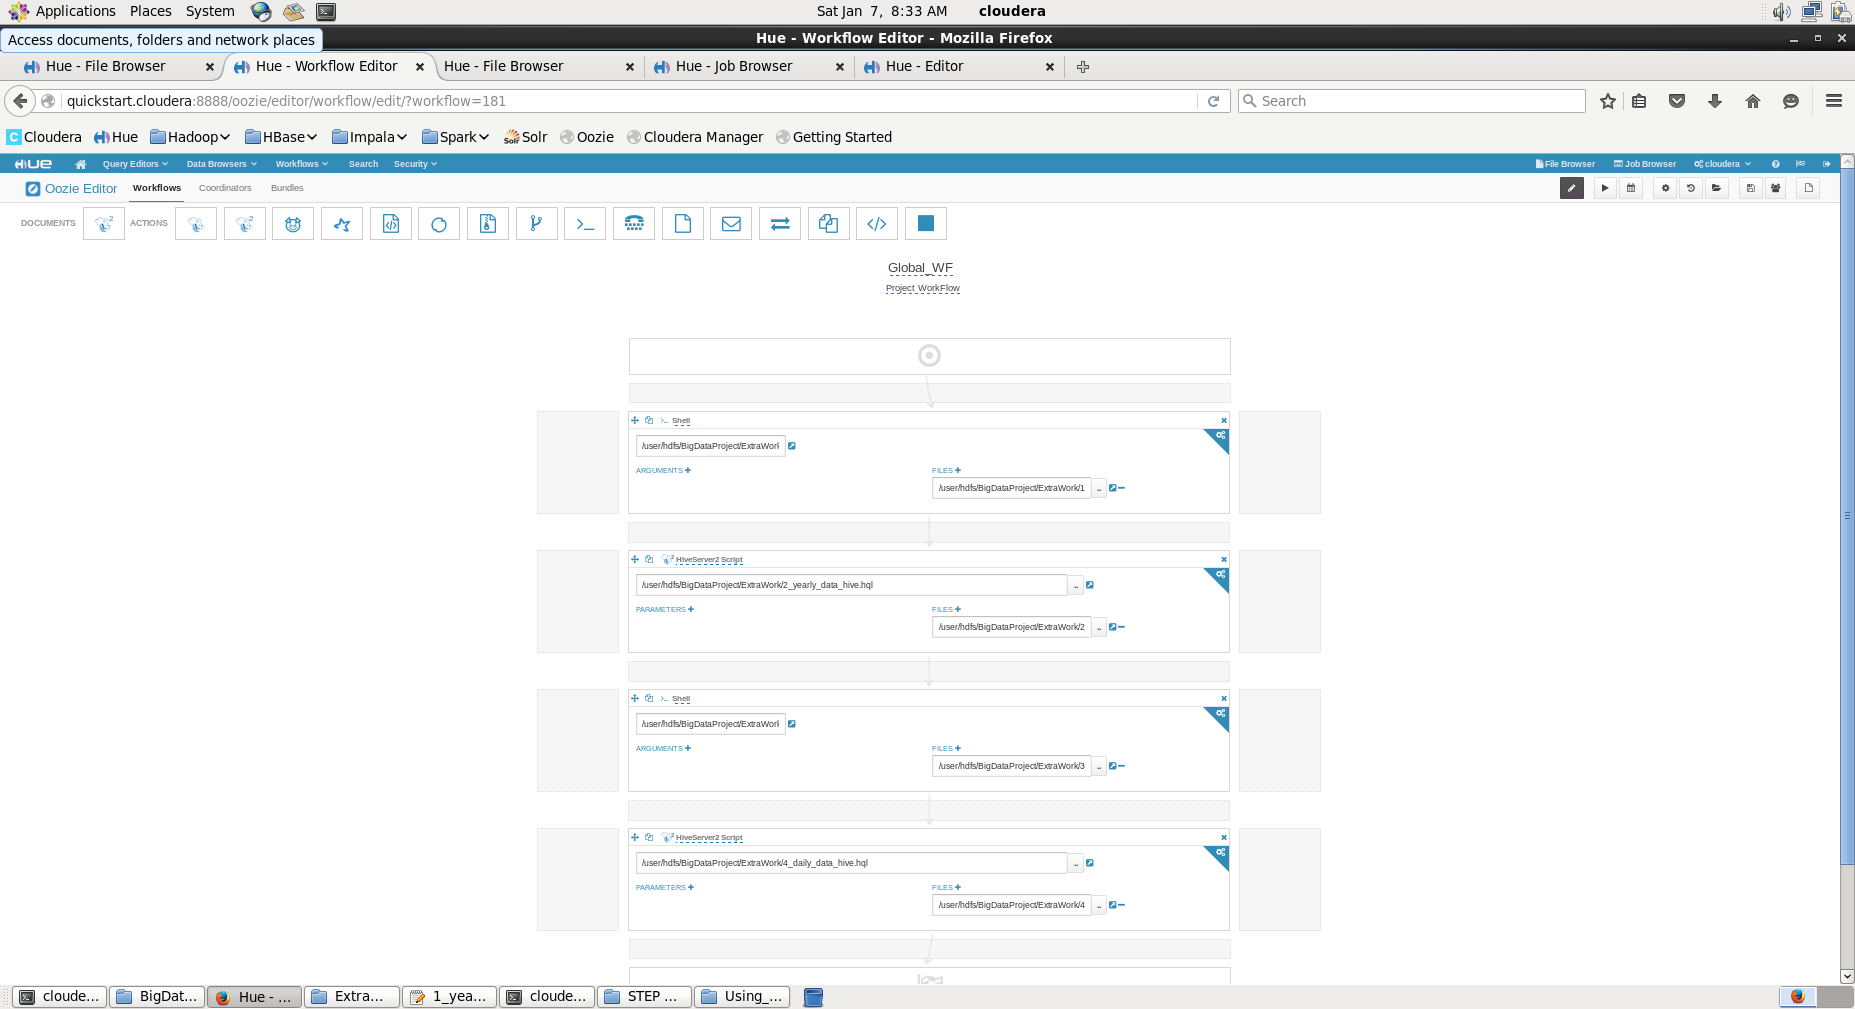 Applications Places System Sat Jan 7, 8:33 AM cloudera
Access documents, folders and network places
Hue - Workflow Editor - Mozilla Firefox
Hue - File Browser Hue - Workflow Editor Hue - File Browser Hue - Job Browser Hue - Editor
quickstart.cloudera:8888/oozie/editor/workflow/edit/?workflow=181 Search
Cloudera Hue Hadoop HBase Impala Spark Solr Oozie Cloudera Manager Getting Started
HUE Query Editors Data Browsers Workflows Search Security File Browser Job Browser cloudera
Oozie Editor Workflows Coordinators Bundles
DOCUMENTS ACTIONS
Global_WF
Project WorkFlow
Shell
/user/hdfs/BigDataProject/ExtraWork
ARGUMENTS + FILES +
/user/hdfs/BigDataProject/ExtraWork/1 ..
HiveServer2 Script
/user/hdfs/BigDataProject/ExtraWork/2_yearly_data_hive.hql ..
PARAMETERS + FILES +
/user/hdfs/BigDataProject/ExtraWork/2 ..
Shell
/user/hdfs/BigDataProject/ExtraWork
ARGUMENTS + FILES +
/user/hdfs/BigDataProject/ExtraWork/3 ..
HiveServer2 Script
/user/hdfs/BigDataProject/ExtraWork/4_daily_data_hive.hql ..
PARAMETERS + FILES +
/user/hdfs/BigDataProject/ExtraWork/4 ..
cloude... BigDat... Hue - ... Extra... 1_yea... cloude... STEP ... Using_...